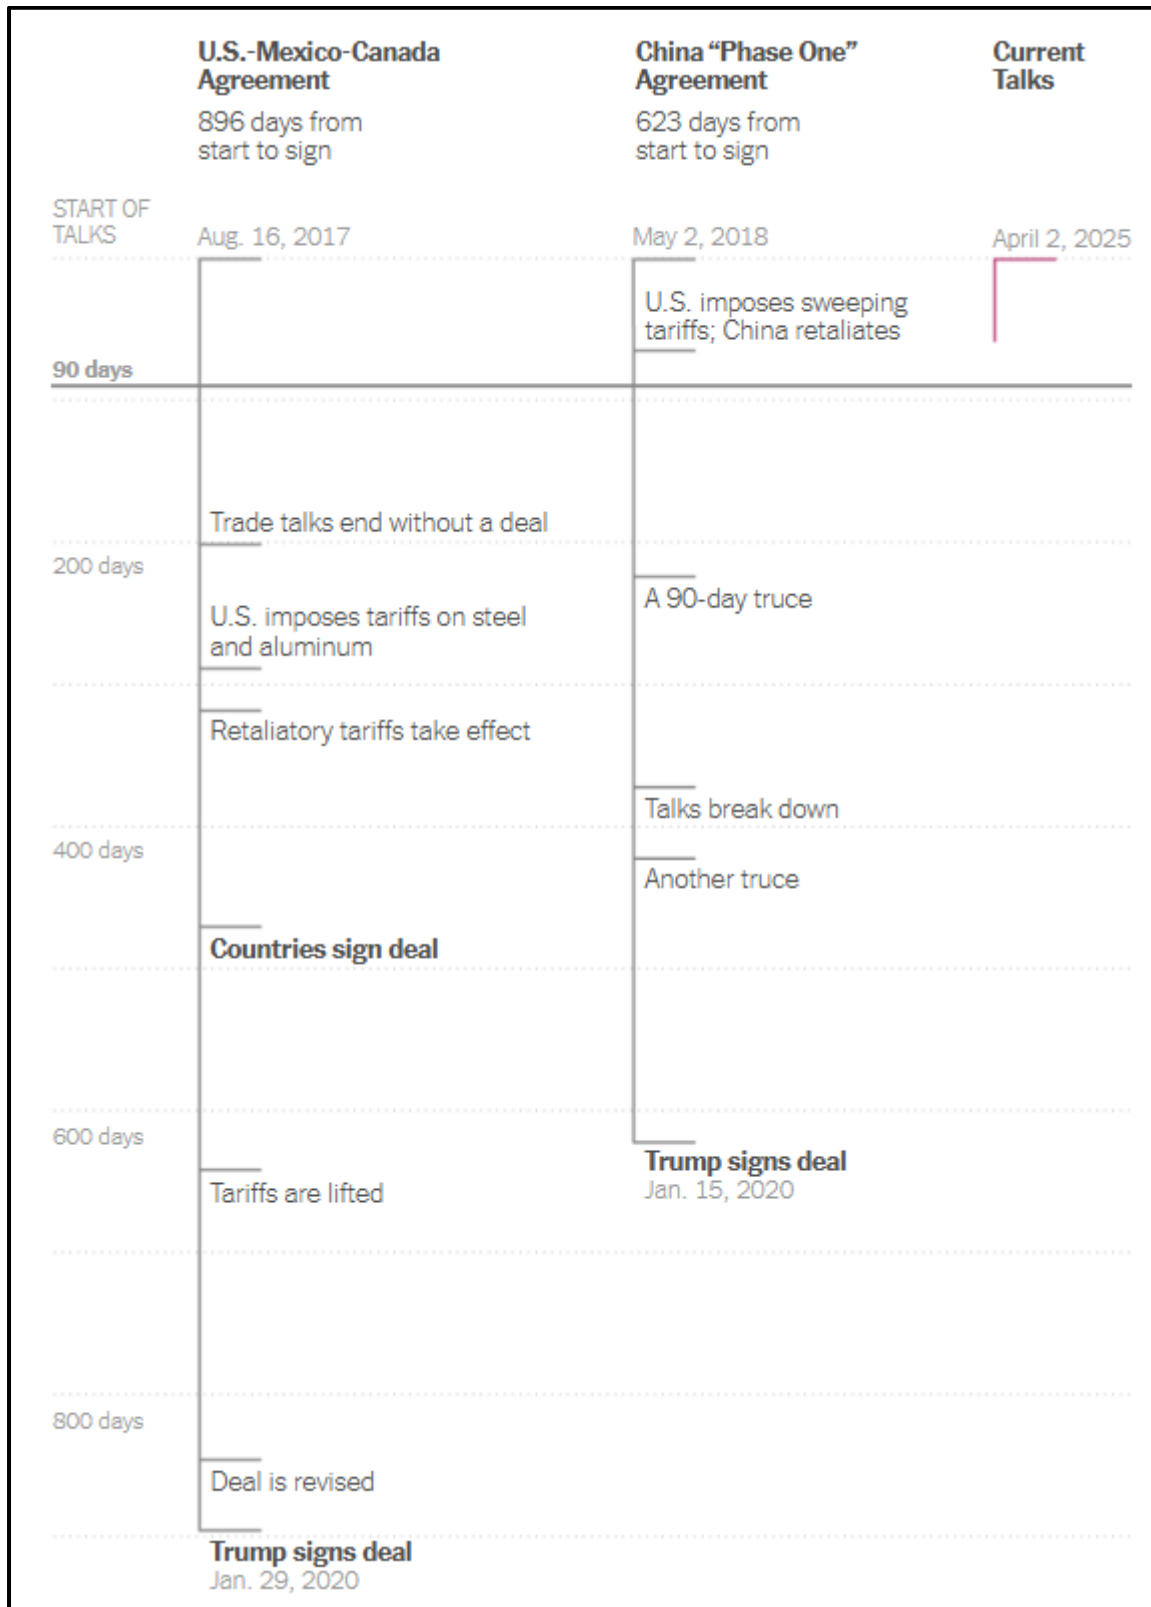 U.S.-Mexico-Canada
Agreement
896 days from
start to sign
China “Phase One”
Agreement
623 days from
start to sign
Current
Talks
START OF
TALKS
Aug. 16, 2017
May 2, 2018
April 2, 2025
U.S. imposes sweeping
tariffs; China retaliates
90 days
Trade talks end without a deal
200 days
A 90-day truce
U.S. imposes tariffs on steel
and aluminum
Retaliatory tariffs take effect
Talks break down
400 days
Another truce
Countries sign deal
600 days
Trump signs deal
Jan. 15, 2020
Tariffs are lifted
800 days
Deal is revised
Trump signs deal
Jan. 29, 2020